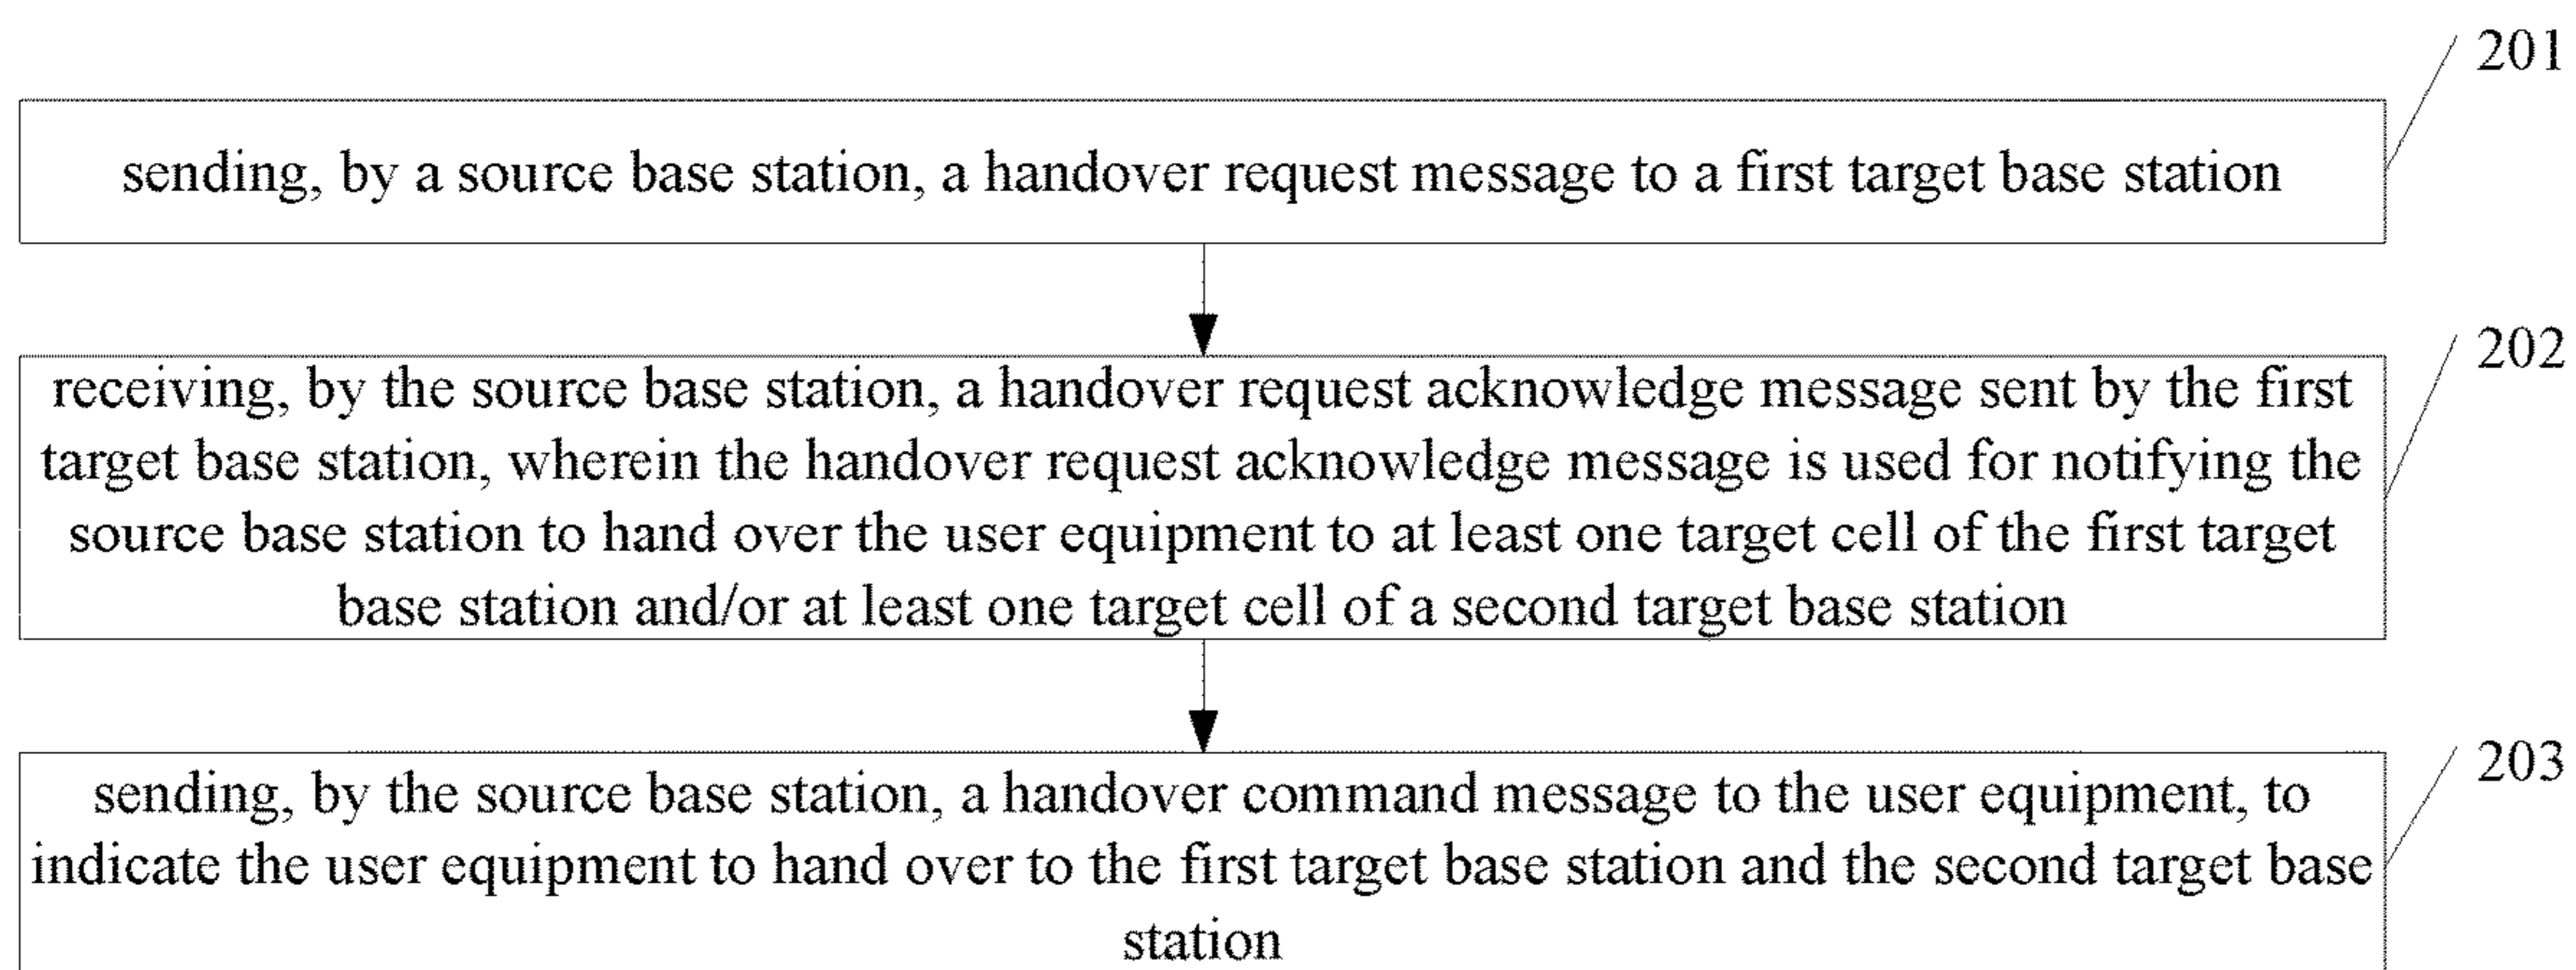 201
sending, by a source base station, a handover request message to a first target base station
202
receiving, by the source base station, a handover request acknowledge message sent by the first
target base station, wherein the handover request acknowledge message is used for notifying the
source base station to hand over the user equipment to at least one target cell of the first target
base station and/or at least one target cell of a second target base station
203
sending, by the source base station, a handover command message to the user equipment, to
indicate the user equipment to hand over to the first target base station and the second target base
station